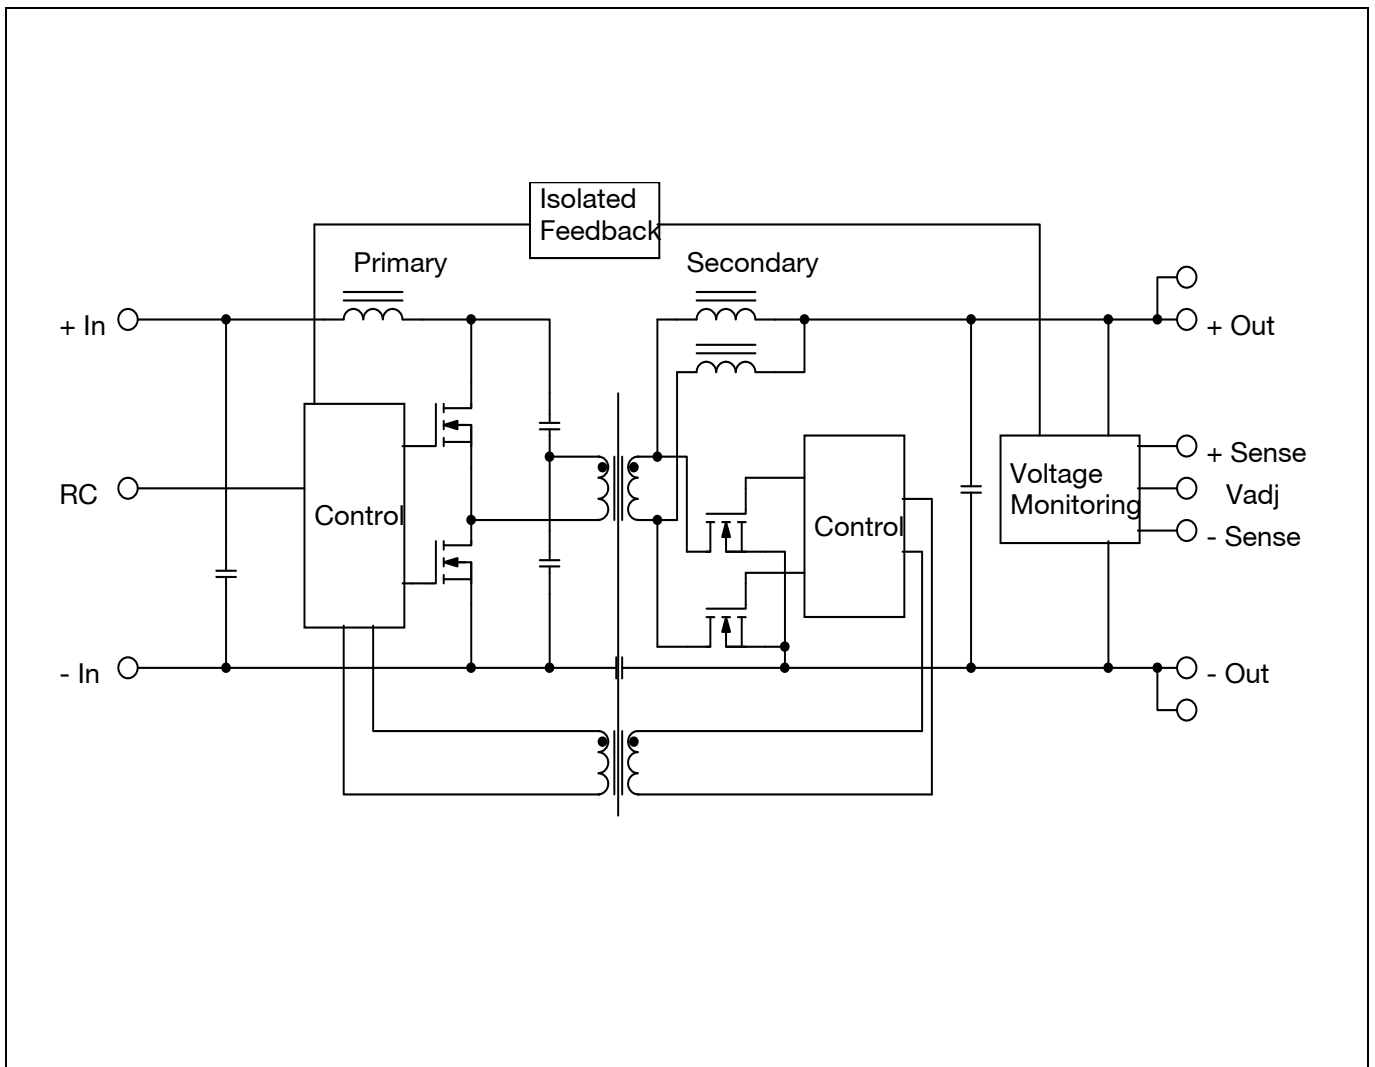 Isolated
Feedback
Primary
Secondary
+ In
+ Out
RC
Control
Control
Voltage
Monitoring
+ Sense
Vadj
- Sense
- In
- Out